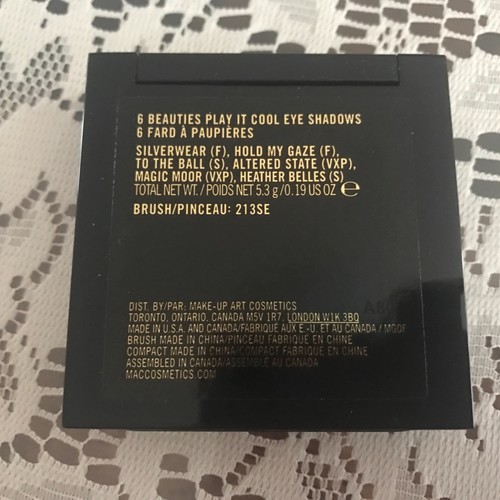 6 BEAUTIES PLAY IT COOL EYE SHADOWS
6 FARD À PAUPIÈRES
SILVERWEAR (F), HOLD MY GAZE (F),
TO THE BALL (S), ALTERED STATE (VXP),
MAGIC MOOR (VXP), HEATHER BELLES (S)
TOTAL NET WT. / POIDS NET 5.3 g / 0.19 US OZ ℮
BRUSH/PINCEAU: 213SE
DIST. BY/PAR: MAKE-UP ART COSMETICS
TORONTO, ONTARIO, CANADA M5V 1R7, LONDON W1K 3BQ
MADE IN U.S.A. AND CANADA/FABRIQUÉ AUX É.-U. ET AU CANADA / MGOF
BRUSH MADE IN CHINA/PINCEAU FABRIQUÉ EN CHINE
COMPACT MADE IN CHINA/COMPACT FABRIQUÉ EN CHINE
ASSEMBLED IN CANADA/ASSEMBLÉ AU CANADA
MACCOSMETICS.COM